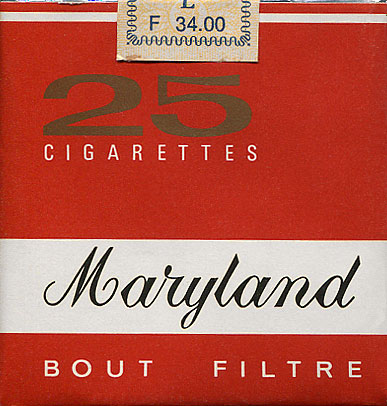 L
F 34.00
25
CIGARETTES
Maryland
BOUT FILTRE